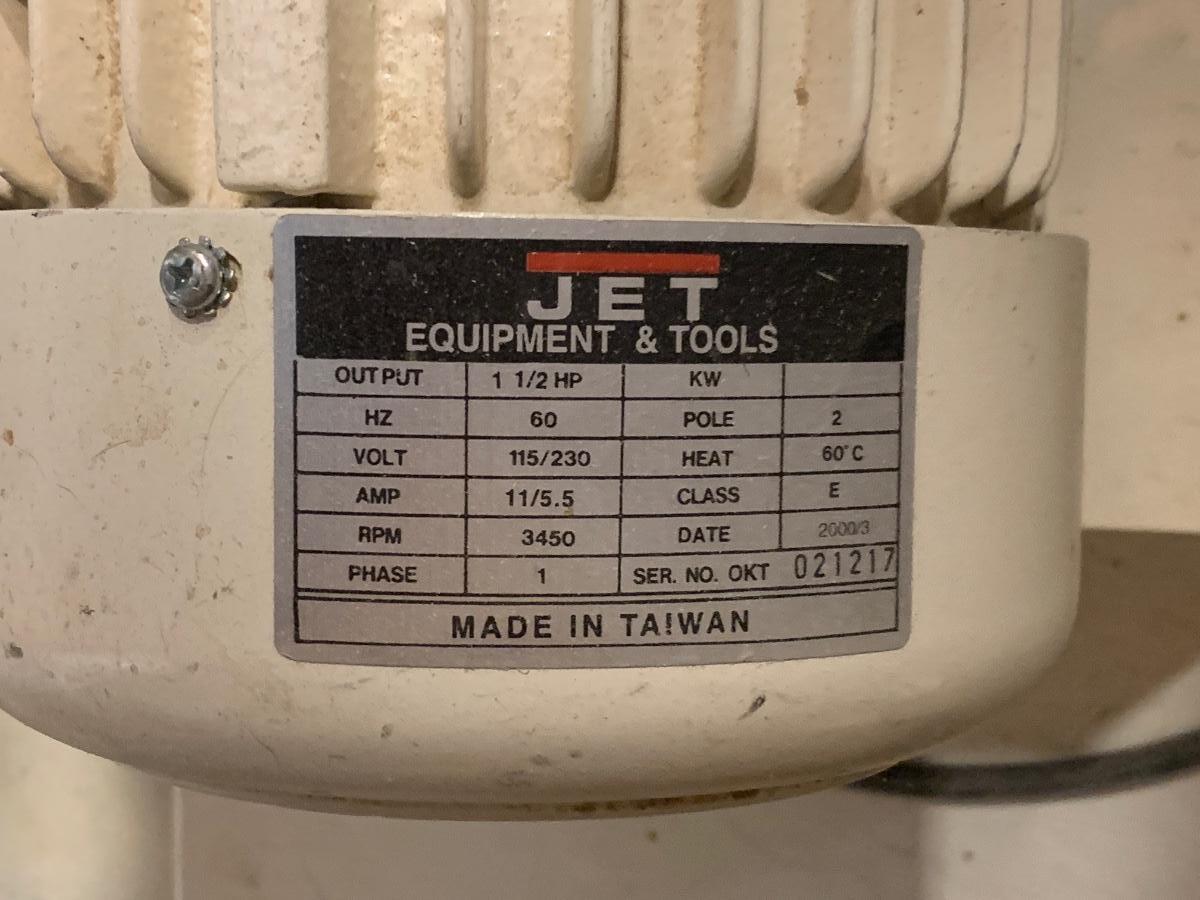 JET
EQUIPMENT & TOOLS
OUTPUT 1 1/2 HP KW
HZ 60 POLE 2
VOLT 115/230 HEAT 60°C
AMP 11/5.5 CLASS E
RPM 3450 DATE 2000/3
PHASE 1 SER. NO. OKT 021217
MADE IN TAIWAN